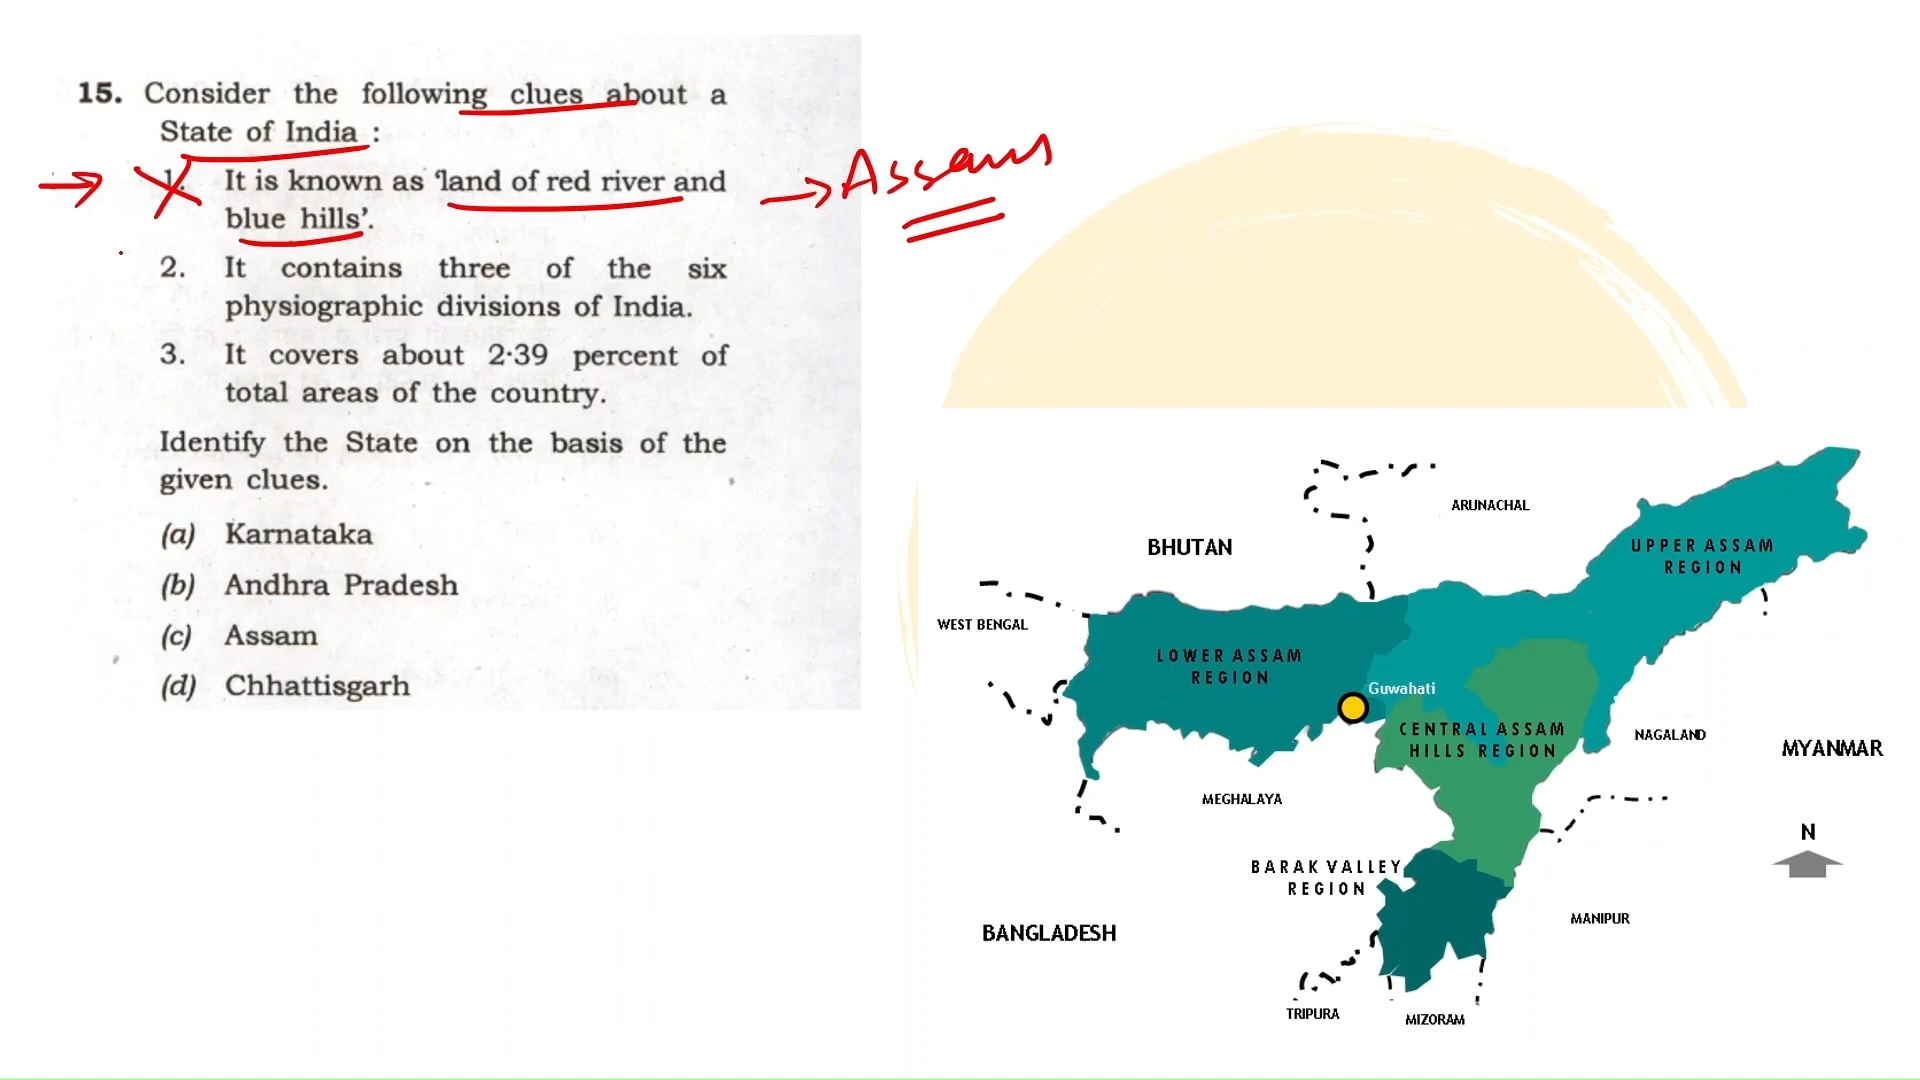 15. Consider the following clues about a
State of India :
1. It is known as 'land of red river and
blue hills'.
2. It contains three of the six
physiographic divisions of India.
3. It covers about 2·39 percent of
total areas of the country.
Identify the State on the basis of the
given clues.
(a) Karnataka
(b) Andhra Pradesh
(c) Assam
(d) Chhattisgarh
Assam
ARUNACHAL
BHUTAN
UPPER ASSAM
REGION
WEST BENGAL
LOWER ASSAM
REGION
Guwahati
CENTRAL ASSAM
HILLS REGION
NAGALAND
MYANMAR
MEGHALAYA
N
BARAK VALLEY
REGION
MANIPUR
BANGLADESH
TRIPURA
MIZORAM